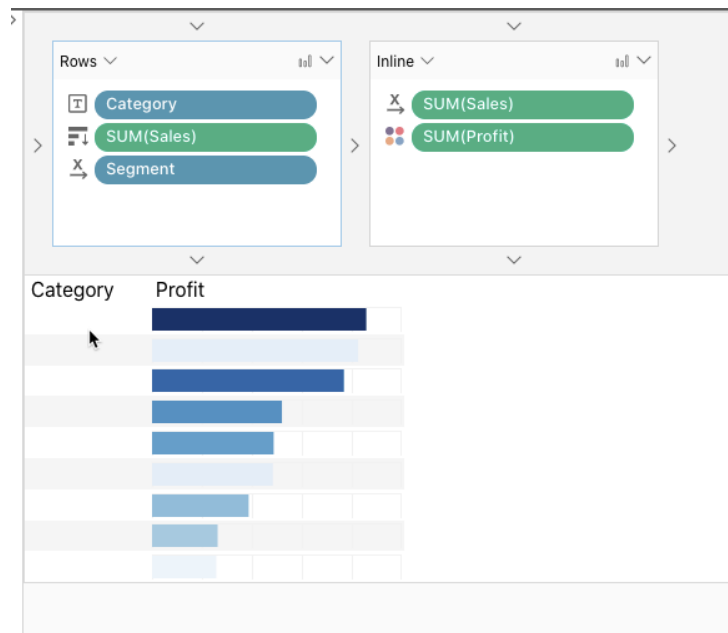 Rows
Inline
T
Category
SUM(Sales)
X
Segment
X
SUM(Sales)
SUM(Profit)
Category Profit